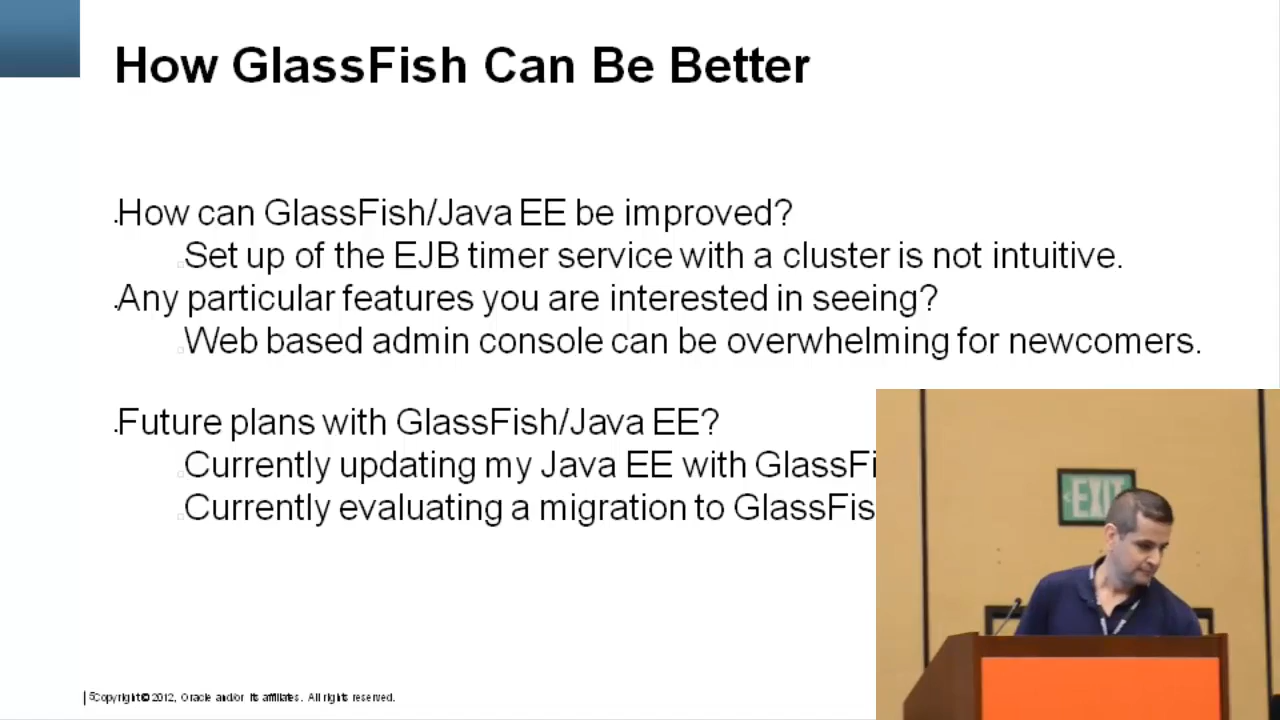 How GlassFish Can Be Better
How can GlassFish/Java EE be improved?
Set up of the EJB timer service with a cluster is not intuitive.
Any particular features you are interested in seeing?
Web based admin console can be overwhelming for newcomers.
Future plans with GlassFish/Java EE?
Currently updating my Java EE with GlassFi
Currently evaluating a migration to GlassFis
EXIT
5 Copyright © 2012, Oracle and/or its affiliates. All rights reserved.